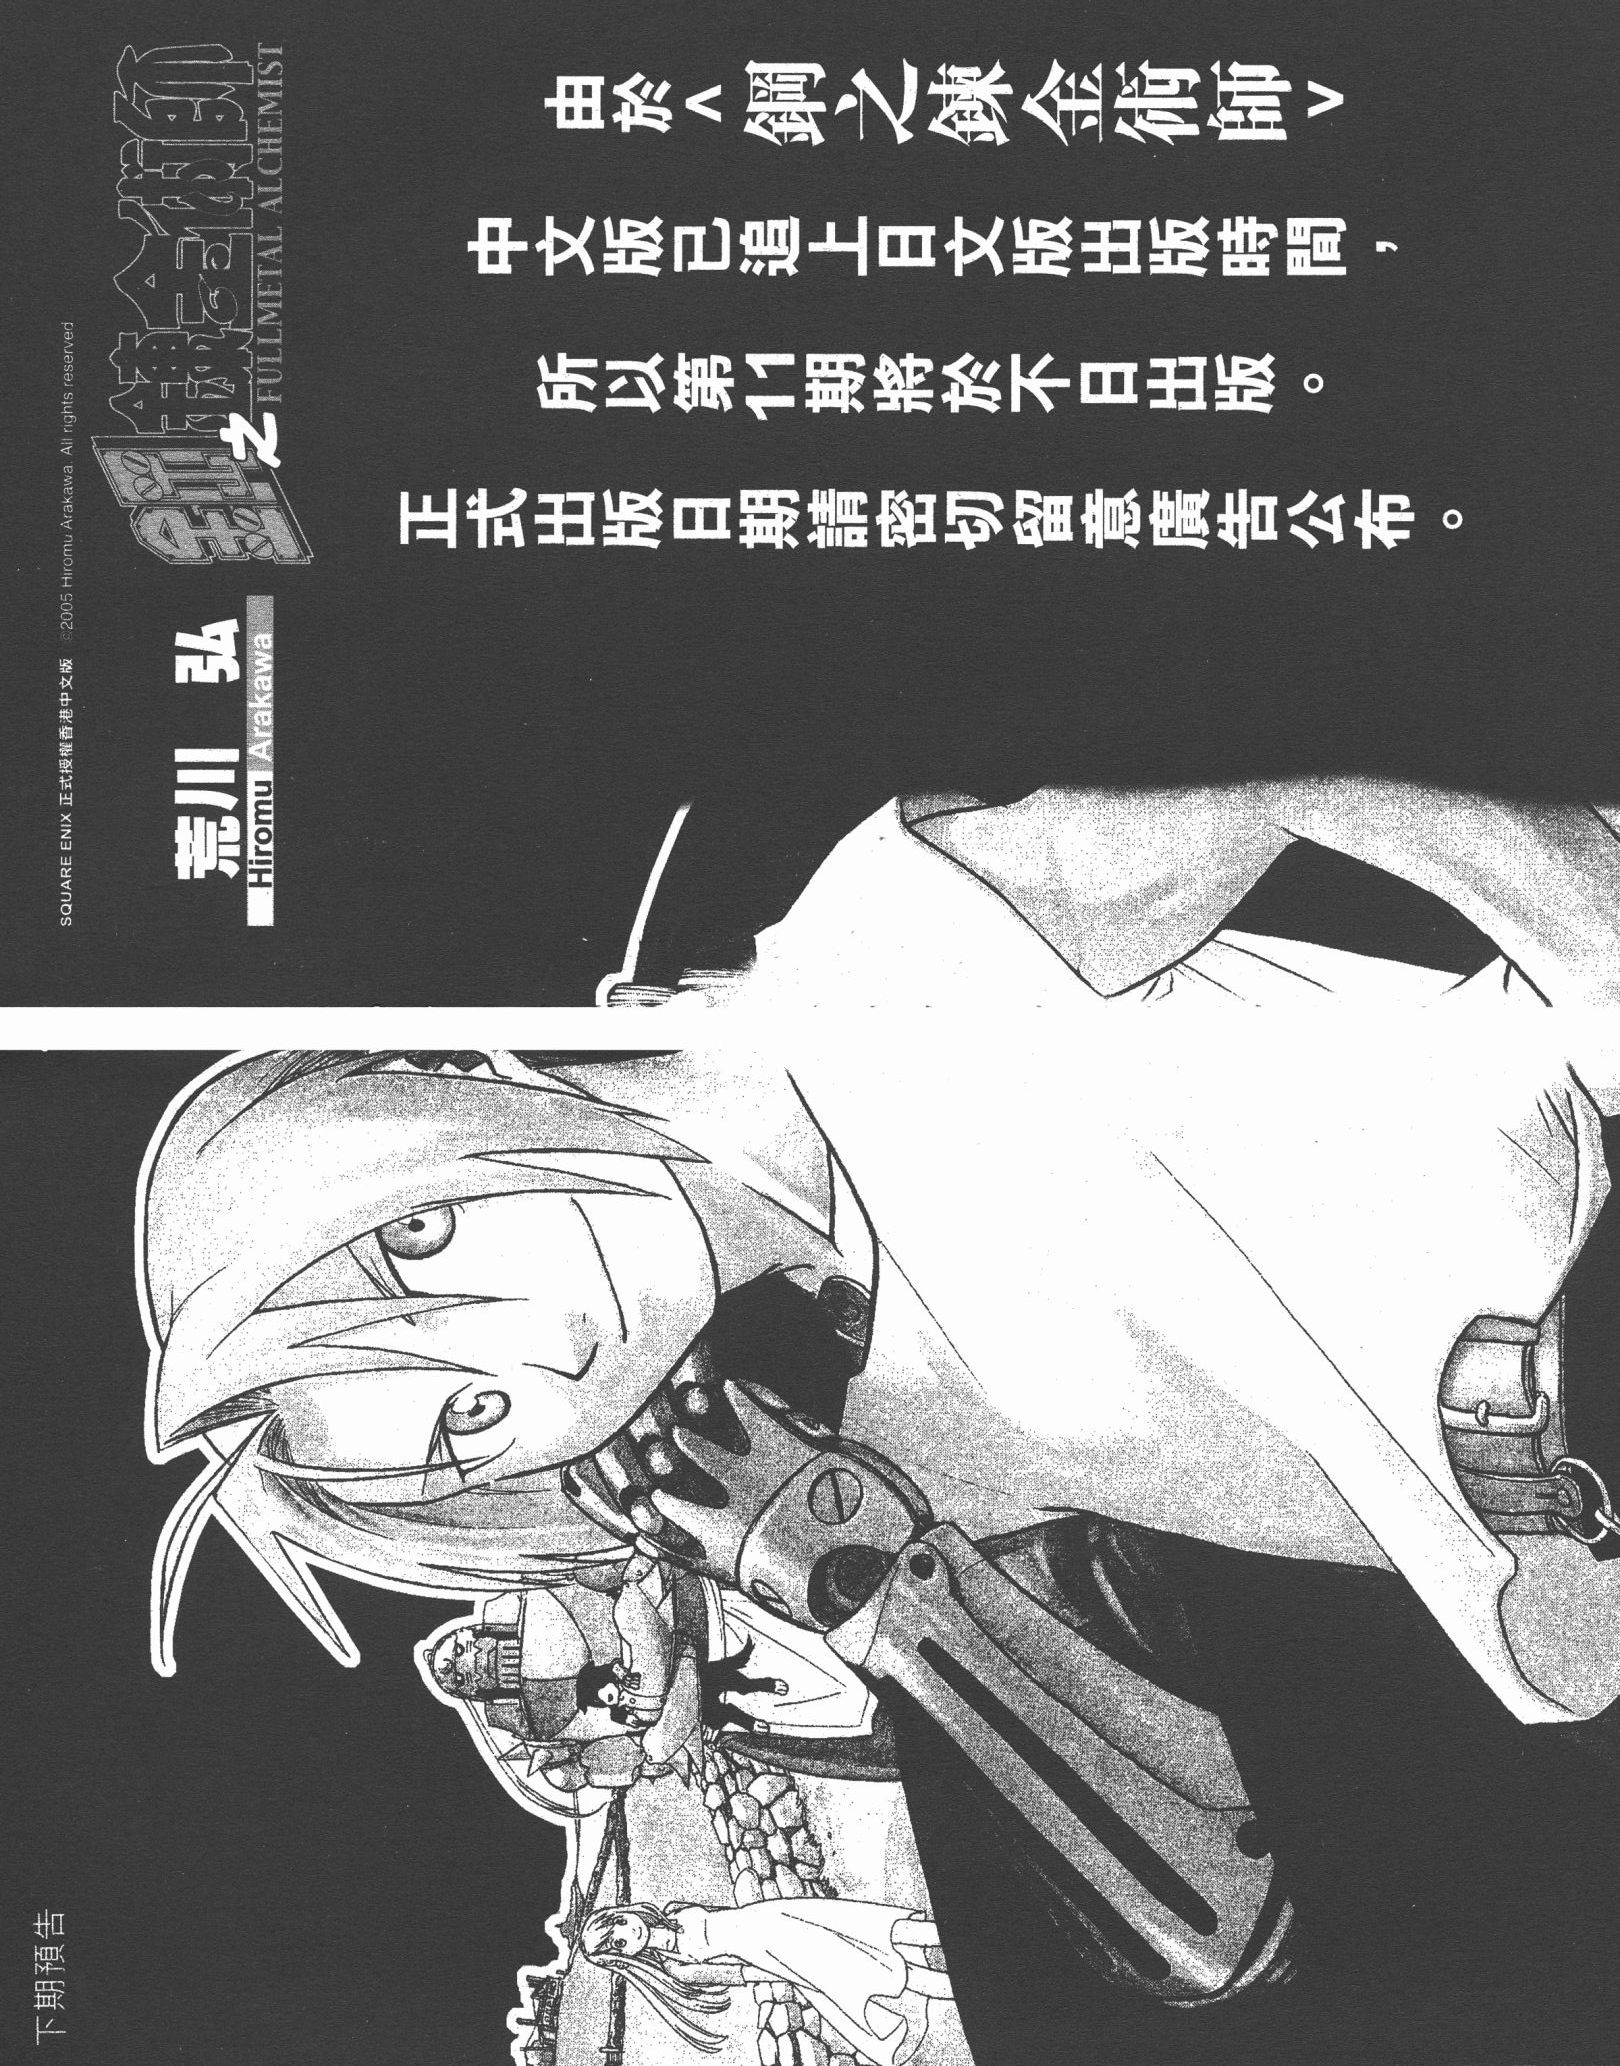 下期預告
SQUARE ENIX 正式授權香港中文版 ©2005 Hiromu Arakawa. All rights reserved
荒川 弘
Hiromu Arakawa
鋼之鍊金術師
FULLMETAL ALCHEMIST
由於<鋼之鍊金術師>
中文版已追上日文版出版時間，
所以第11期將於不日出版。
正式出版日期請密切留意廣告公布。